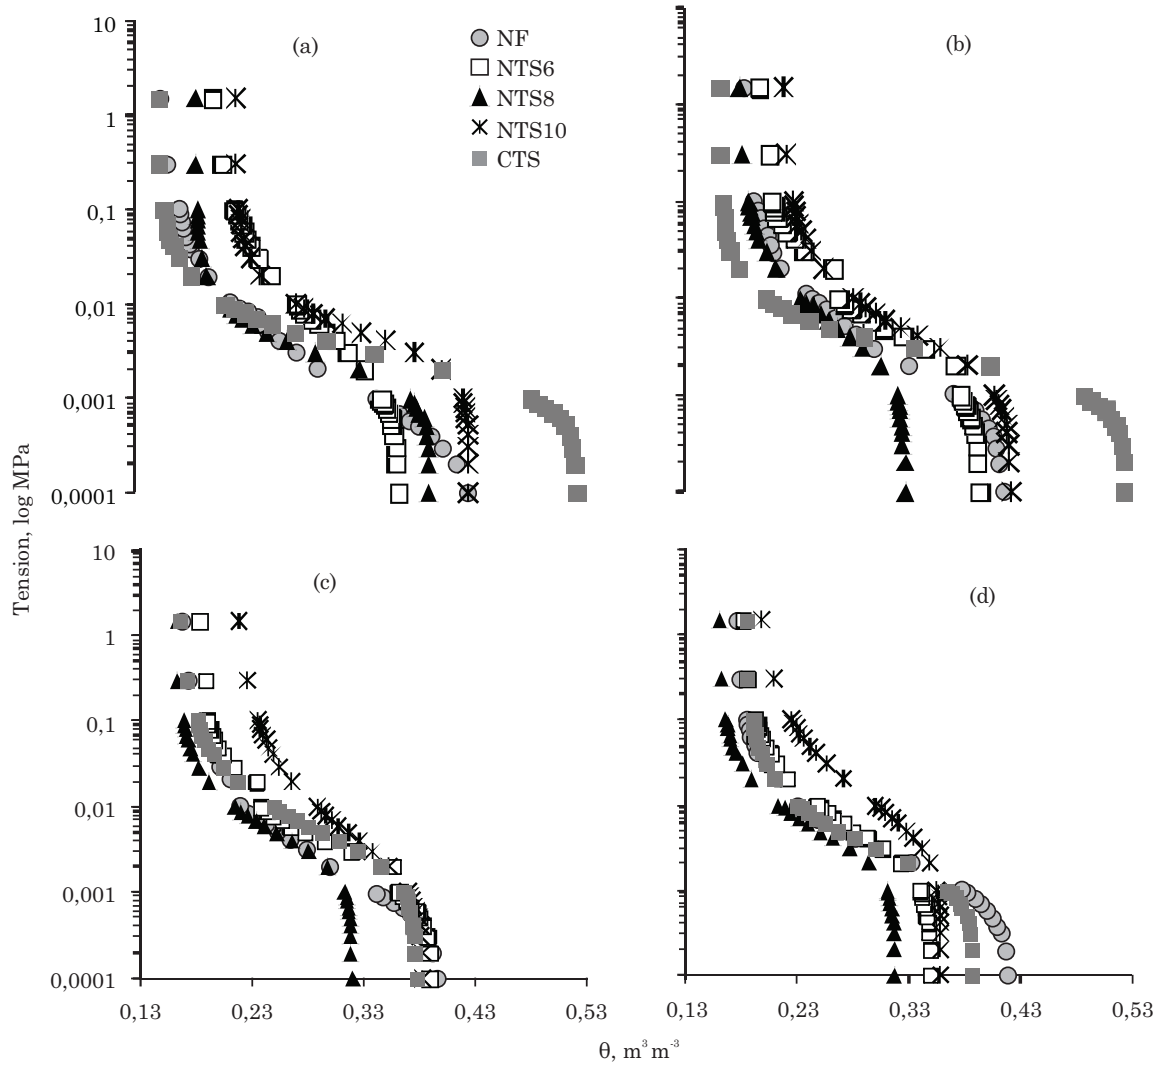 10
1
0,1
0,01
0,001
0,0001
(a)
NF
NTS6
NTS8
NTS10
CTS
(b)
Tension, log MPa
10
1
0,1
0,01
0,001
0,0001
(c)
(d)
0,13 0,23 0,33 0,43 0,53
0,13 0,23 0,33 0,43 0,53
θ, m³ m⁻³